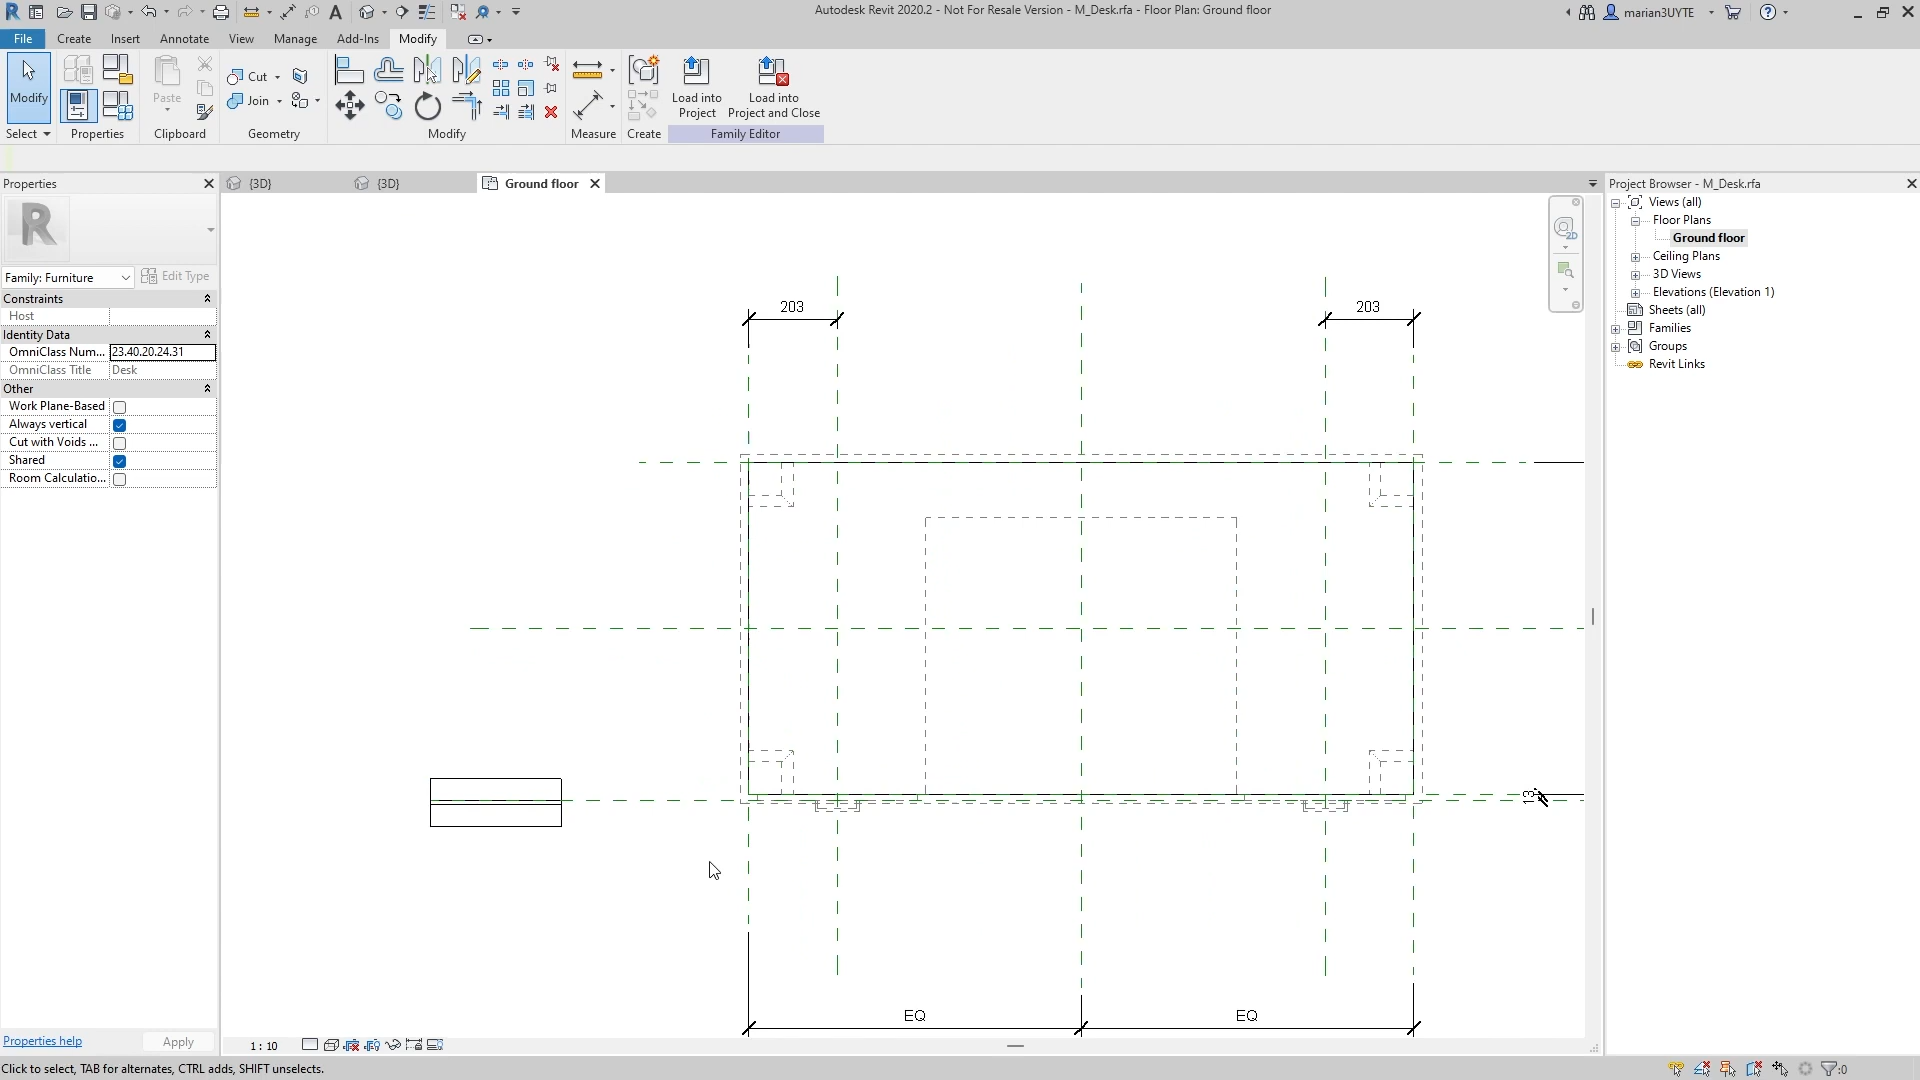 Autodesk Revit 2020.2 - Not For Resale Version - M_Desk.rfa - Floor Plan: Ground floor
marian3UYTE
File
Create
Insert
Annotate
View
Manage
Add-Ins
Modify
Modify
Paste
Cut
Join
Load into
Project
Load into
Project and Close
Select
Properties
Clipboard
Geometry
Modify
Measure
Create
Family Editor
Properties
{3D}
{3D}
Ground floor
Project Browser - M_Desk.rfa
Family: Furniture
Edit Type
Constraints
Host
Identity Data
OmniClass Num... 23.40.20.24.31
OmniClass Title Desk
Other
Work Plane-Based
Always vertical
Cut with Voids ...
Shared
Room Calculatio...
Properties help
Apply
203
203
13
EQ
EQ
2D
Views (all)
Floor Plans
Ground floor
Ceiling Plans
3D Views
Elevations (Elevation 1)
Sheets (all)
Families
Groups
Revit Links
1 : 10
Click to select, TAB for alternates, CTRL adds, SHIFT unselects.
:0